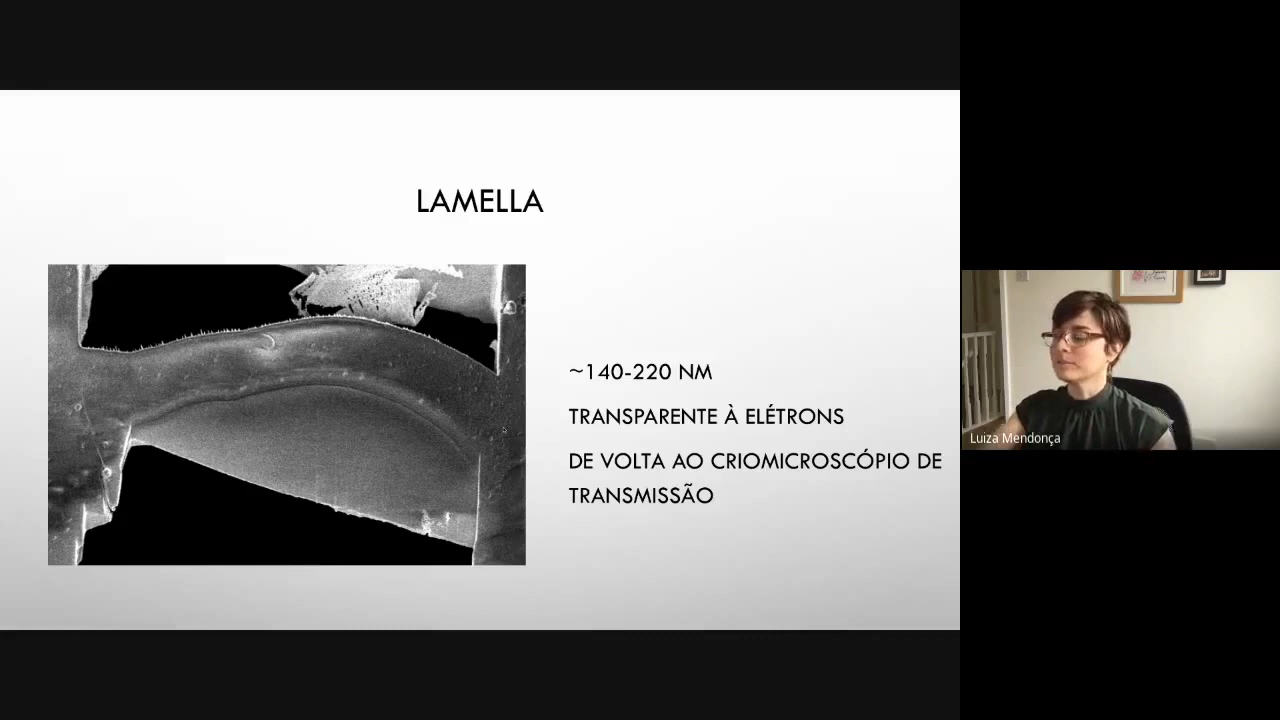 LAMELLA
~140-220 NM
TRANSPARENTE À ELÉTRONS
DE VOLTA AO CRIOMICROSCÓPIO DE
TRANSMISSÃO
Luiza Mendonça